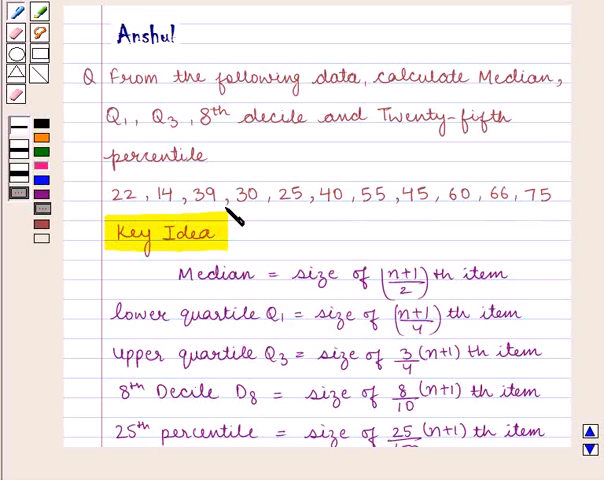 Anshul
Q From the following data, calculate Median,
Q1, Q3, 8th decile and Twenty-fifth
percentile
22, 14, 39, 30, 25, 40, 55, 45, 60, 66, 75
Key Idea
Median = size of (n+1/2) th item
lower quartile Q1 = size of (n+1/4) th item
upper quartile Q3 = size of 3/4 (n+1) th item
8th Decile D8 = size of 8/10 (n+1) th item
25th percentile = size of 25 (n+1) th item